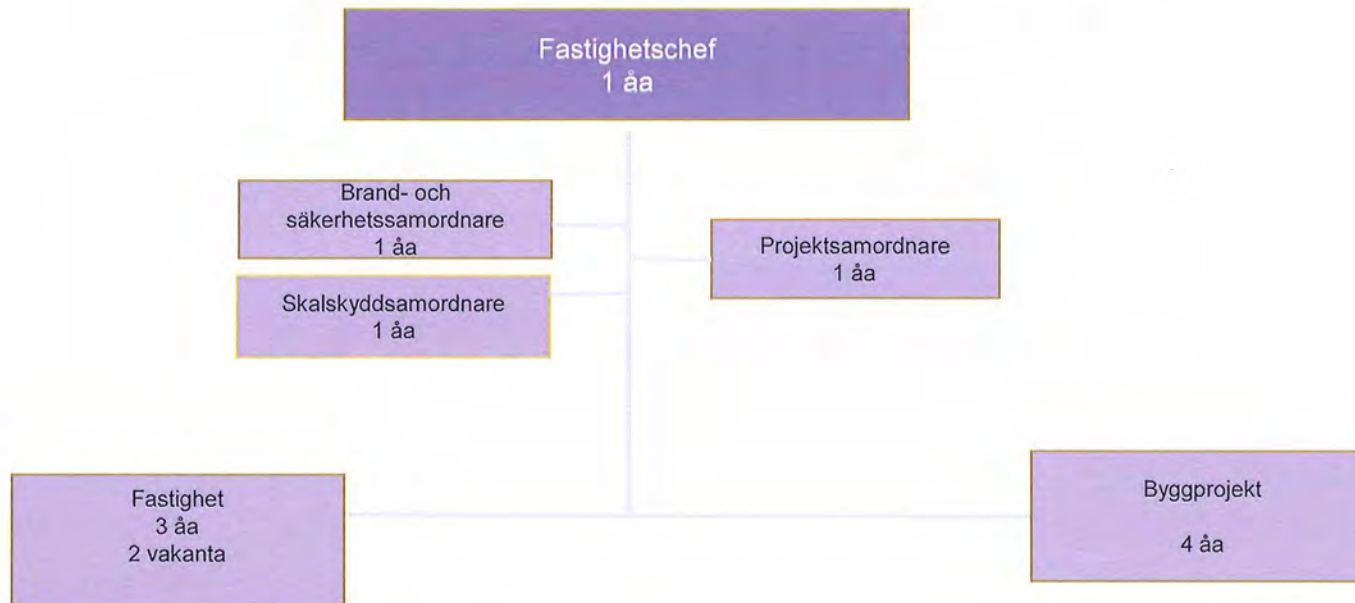 Fastighetschef
1 åa
Brand- och
säkerhetssamordnare
1 åa
Projektsamordnare
1 åa
Skalskyddsamordnare
1 åa
Fastighet
3 åa
2 vakanta
Byggprojekt
4 åa